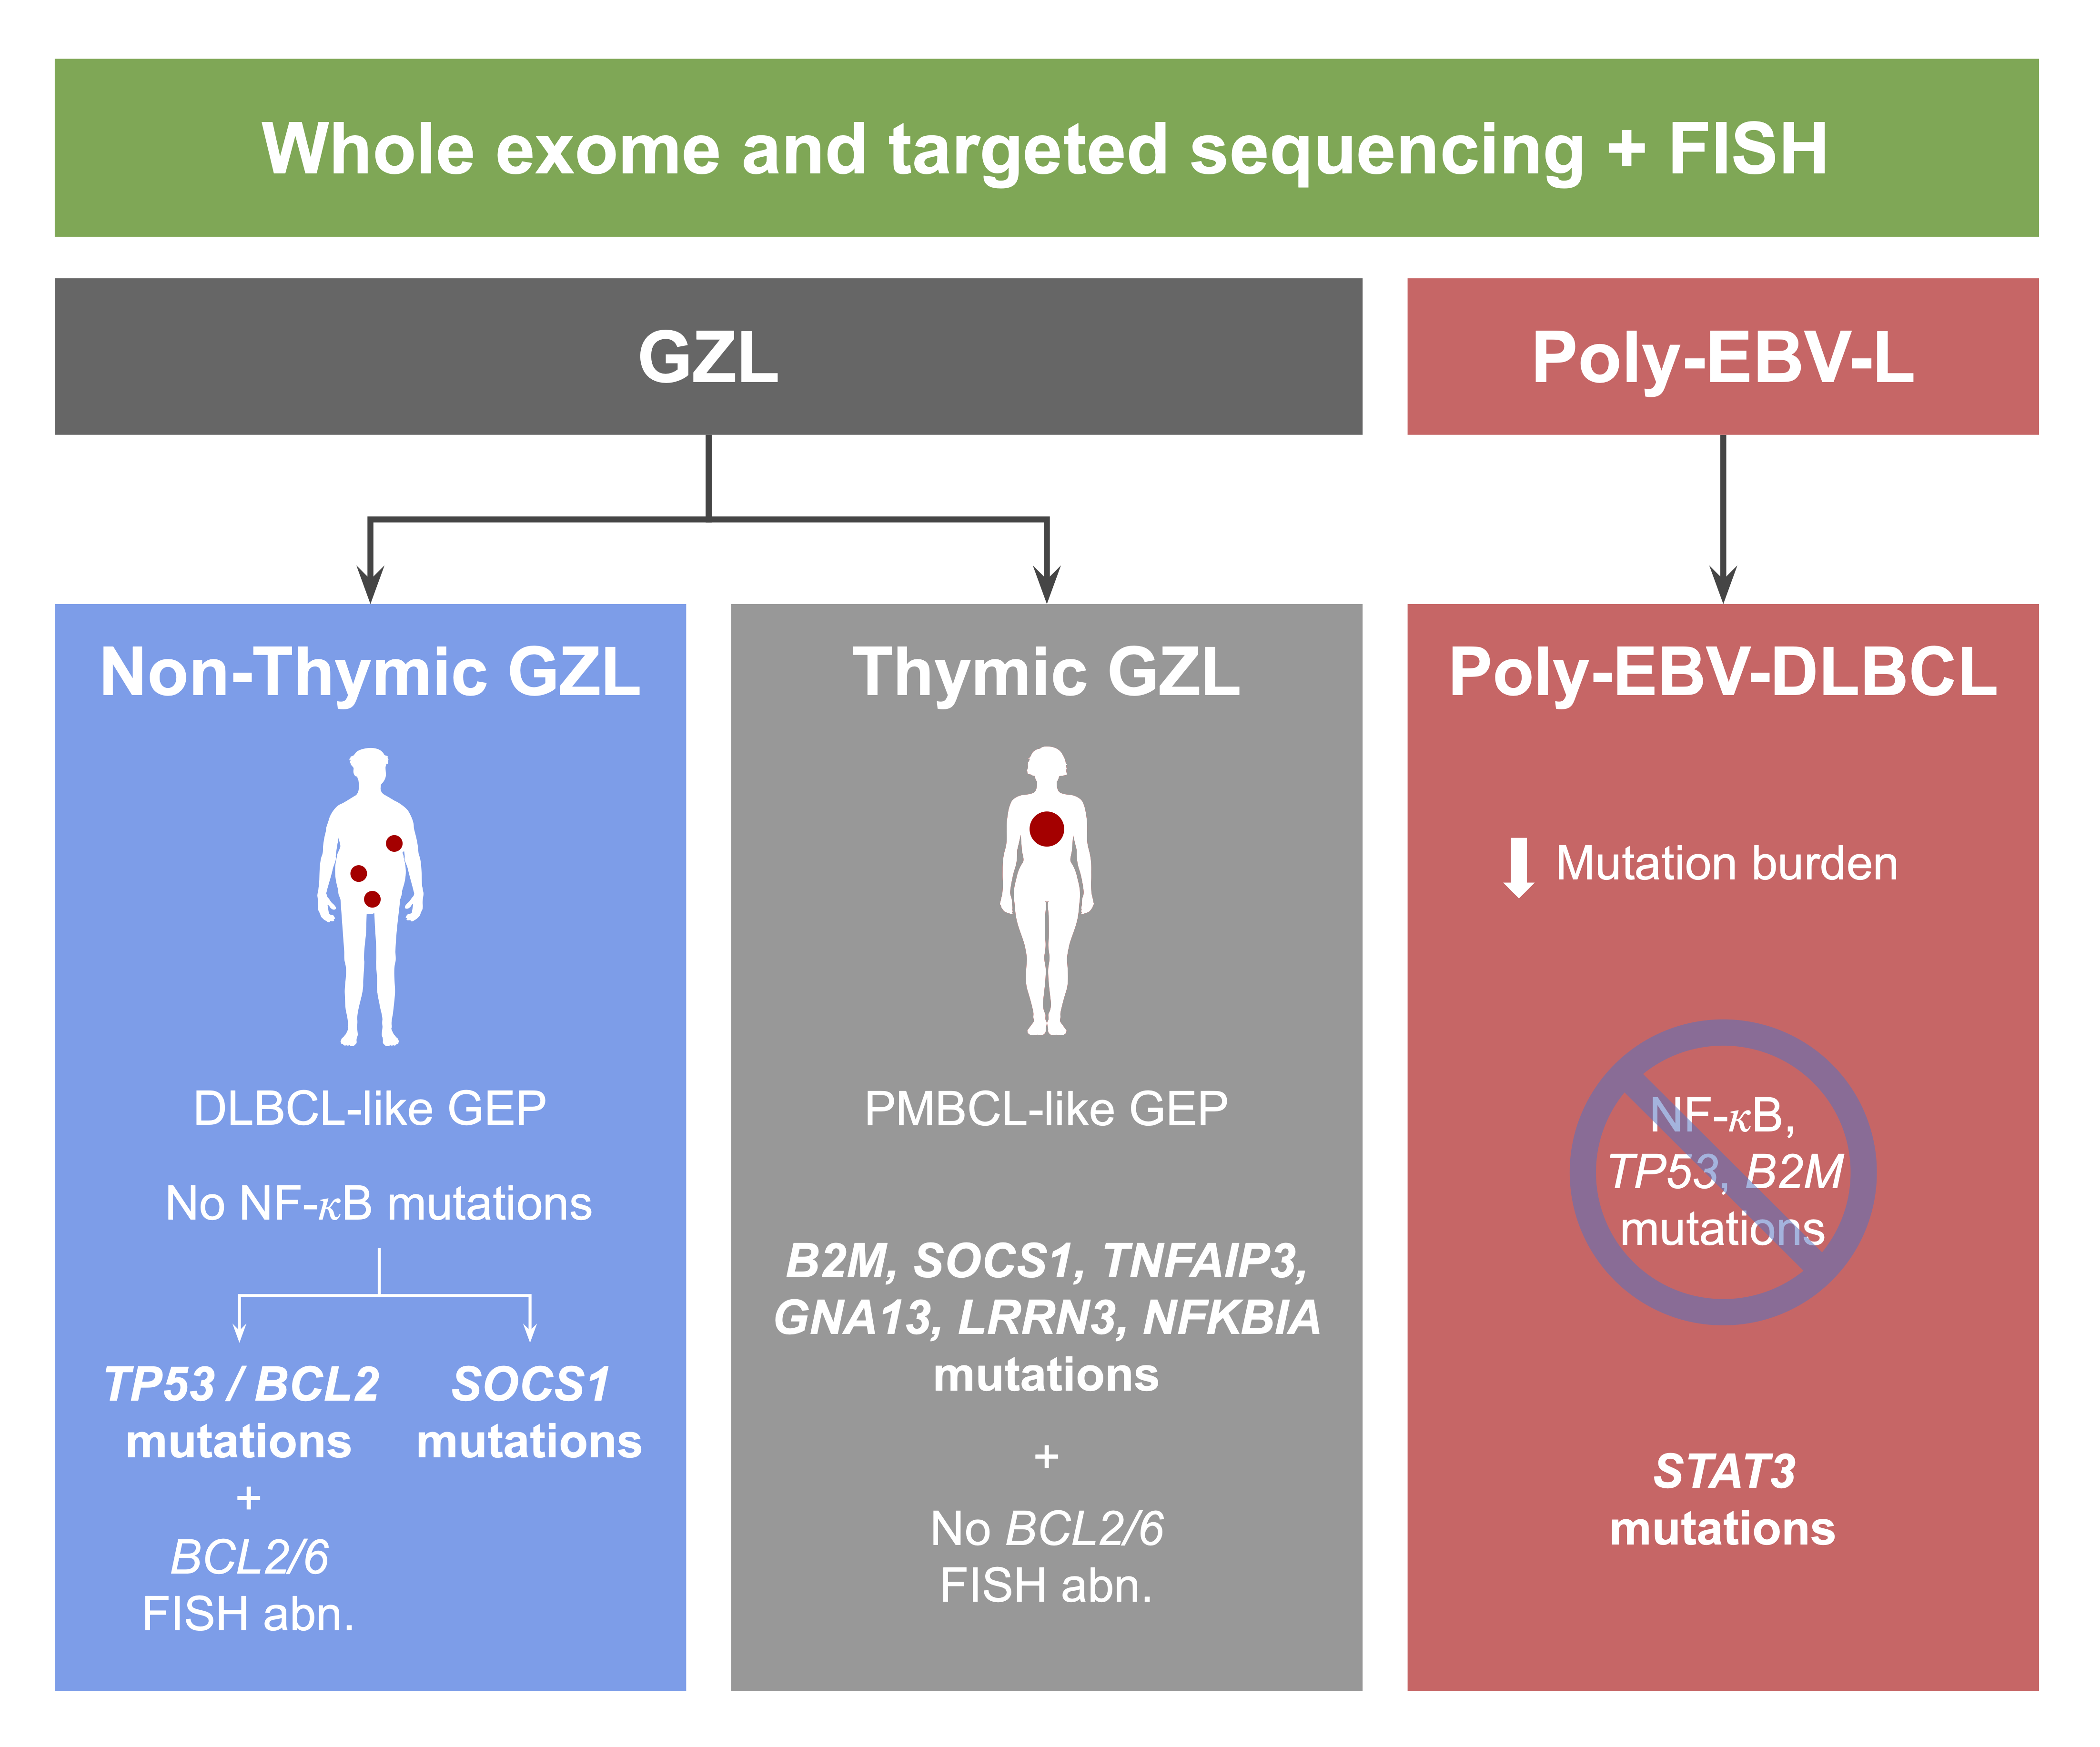 Whole exome and targeted sequencing + FISH
GZL
Poly-EBV-L
Non-Thymic GZL
DLBCL-like GEP
No NF-κB mutations
TP53 / BCL2
mutations
+
BCL2/6
FISH abn.
SOCS1
mutations
Thymic GZL
PMBCL-like GEP
B2M, SOCS1, TNFAIP3,
GNA13, LRRN3, NFKBIA
mutations
+
No BCL2/6
FISH abn.
Poly-EBV-DLBCL
Mutation burden
NF-κB,
TP53, B2M
mutations
STAT3
mutations